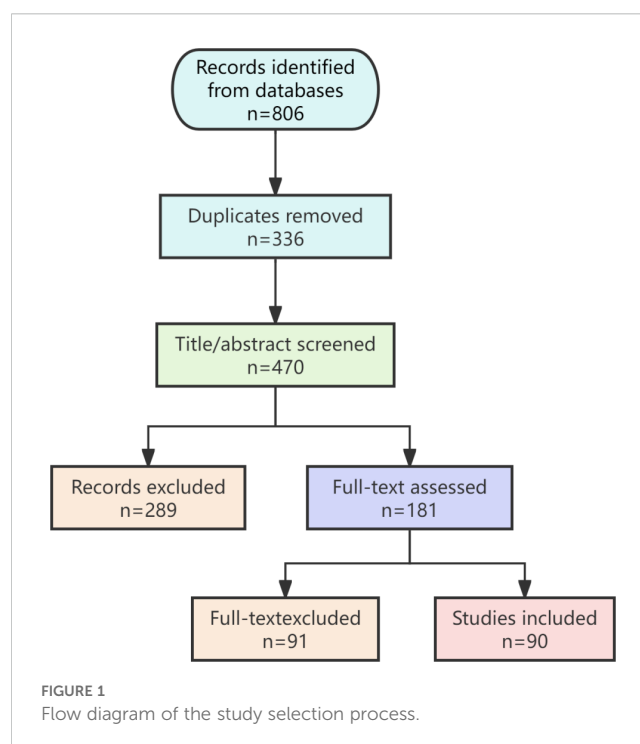 Records identified
from databases
n=806
Duplicates removed
n=336
Title/abstract screened
n=470
Records excluded
n=289
Full-text assessed
n=181
Full-textexcluded
n=91
Studies included
n=90
FIGURE 1
Flow diagram of the study selection process.